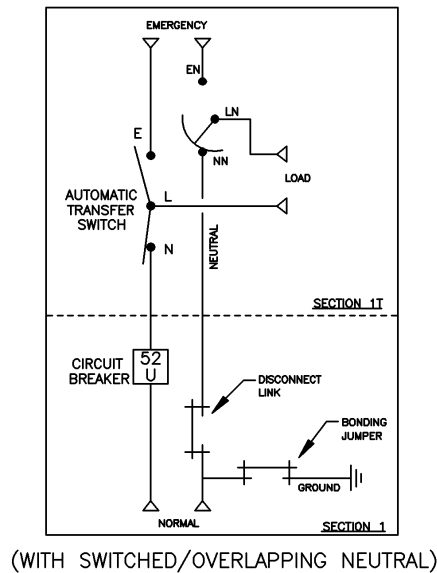 EMERGENCY
EN
LN
E
NN
LOAD
AUTOMATIC
TRANSFER
SWITCH
L
N
NEUTRAL
SECTION 1T
CIRCUIT
BREAKER
52
U
DISCONNECT
LINK
BONDING
JUMPER
GROUND
NORMAL
SECTION 1
(WITH SWITCHED/OVERLAPPING NEUTRAL)